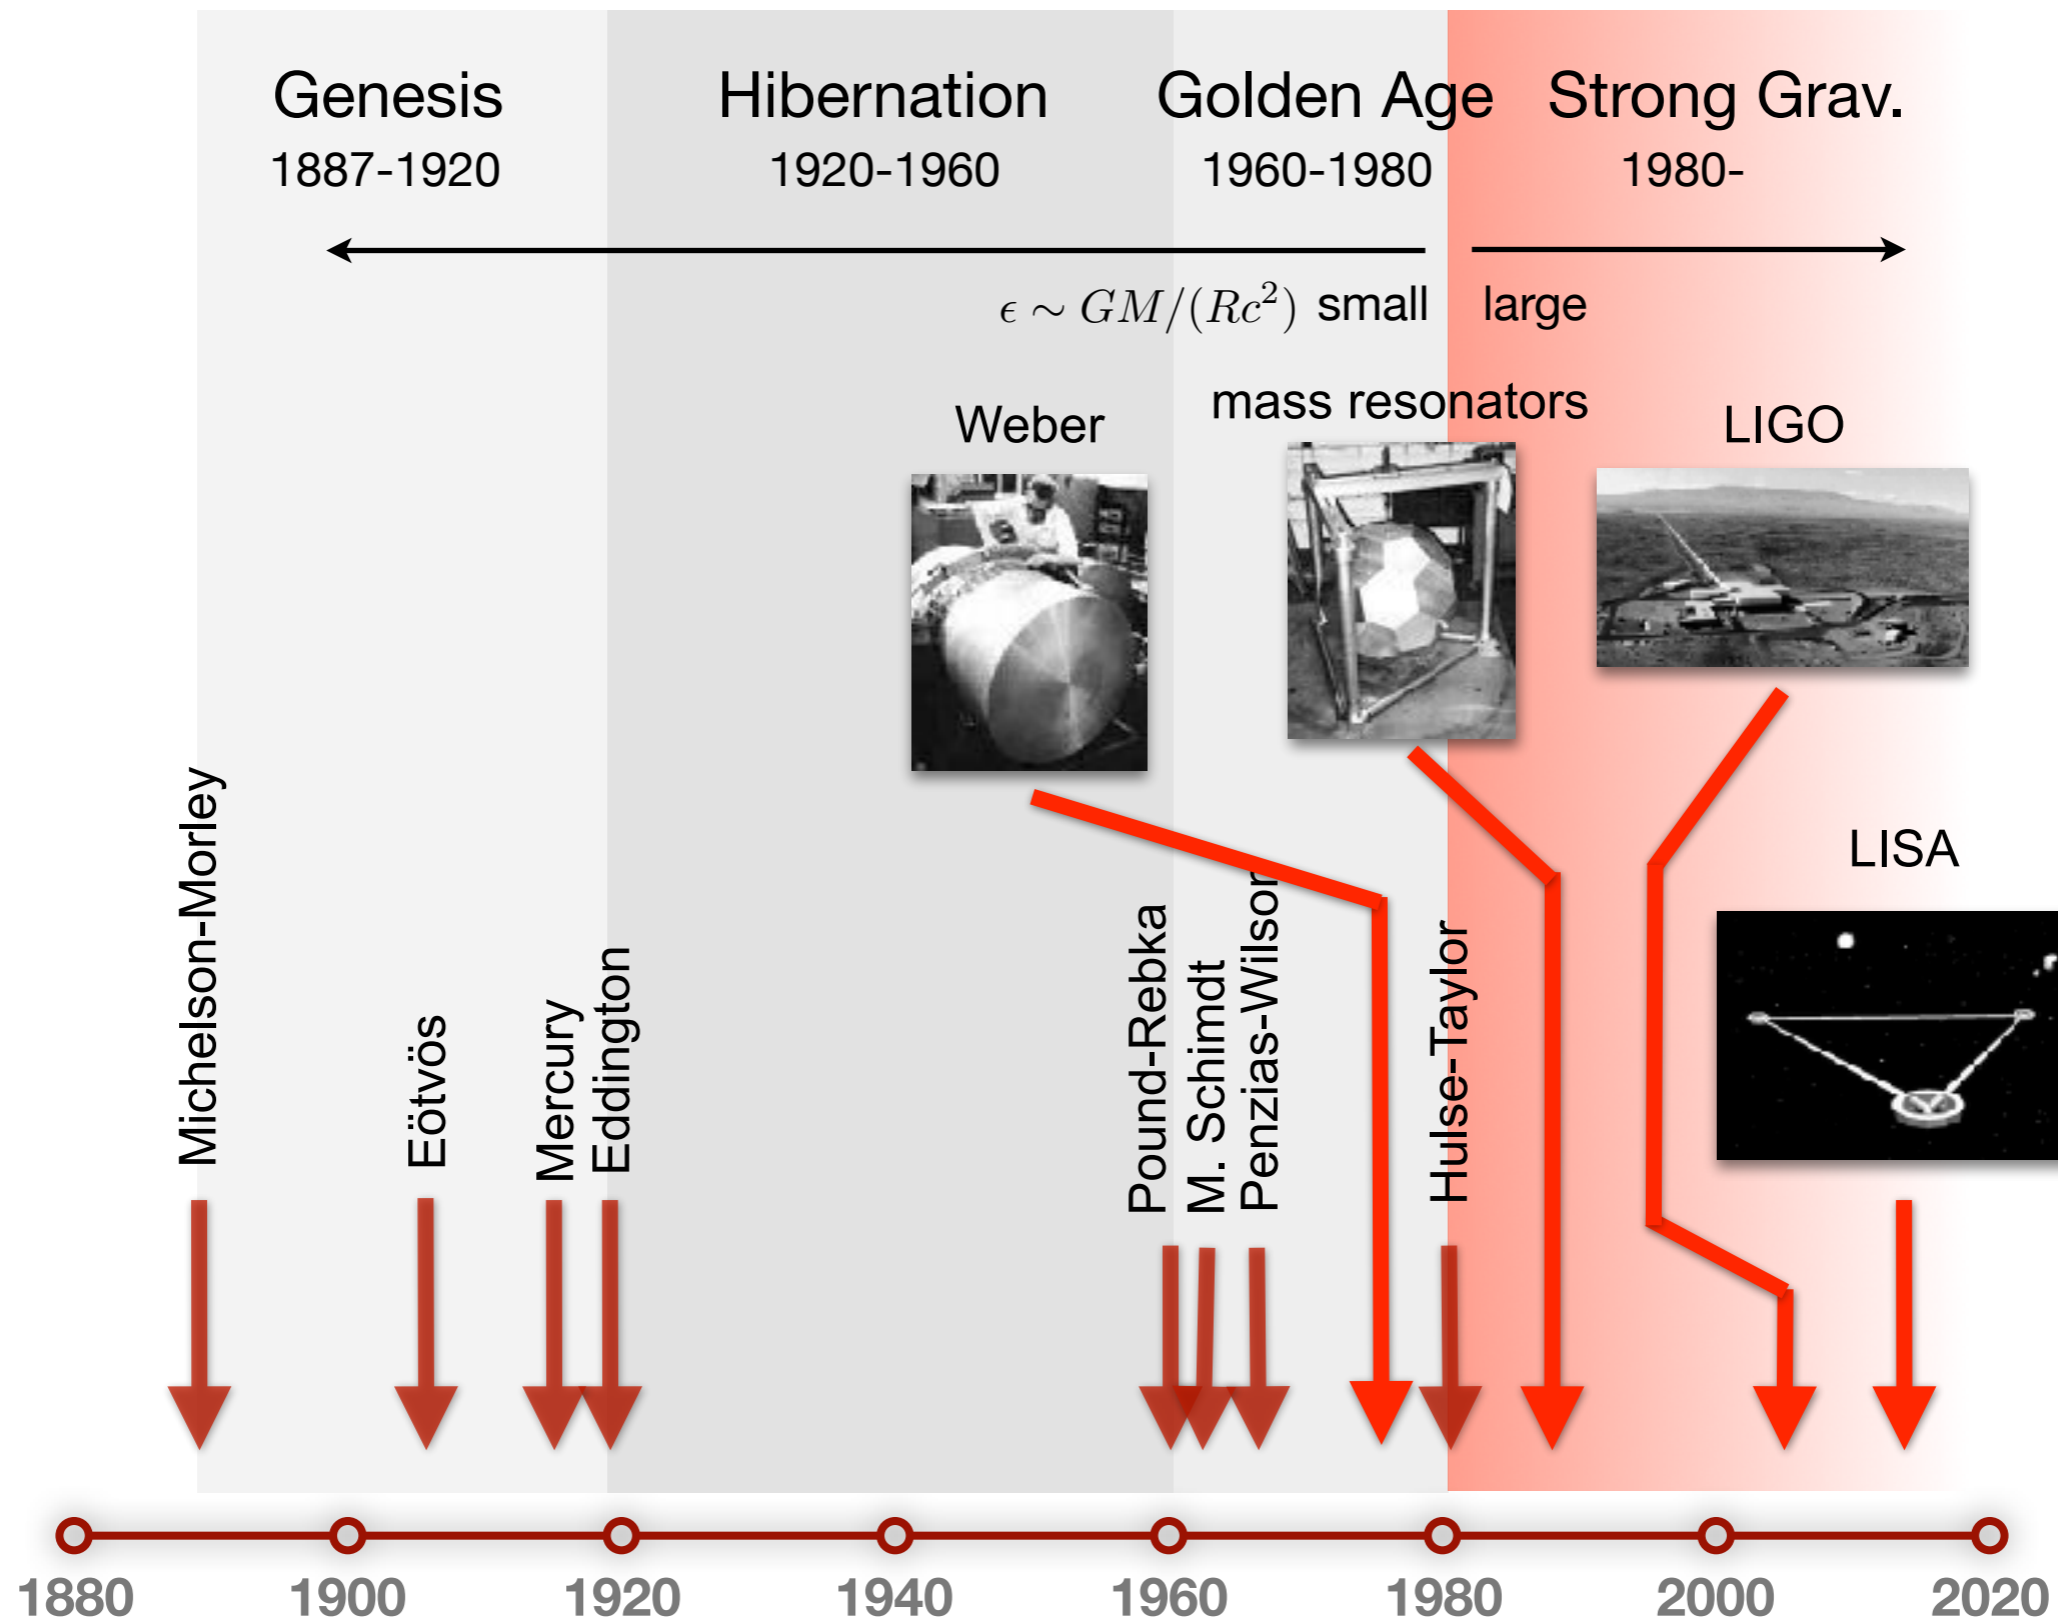 Genesis
1887-1920
Hibernation
1920-1960
Golden Age
1960-1980
Strong Grav.
1980-
ϵ ∼ GM/(Rc²) small
large
Weber
mass resonators
LIGO
LISA
Michelson-Morley
Eötvös
Mercury
Eddington
Pound-Rebka
M. Schimdt
Penzias-Wilson
Hulse-Taylor
1880 1900 1920 1940 1960 1980 2000 2020